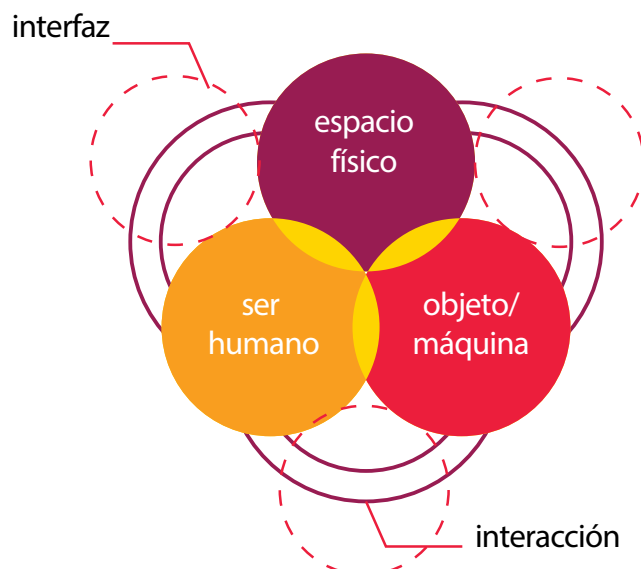 interfaz
espacio
físico
ser
humano
objeto/
máquina
interacción